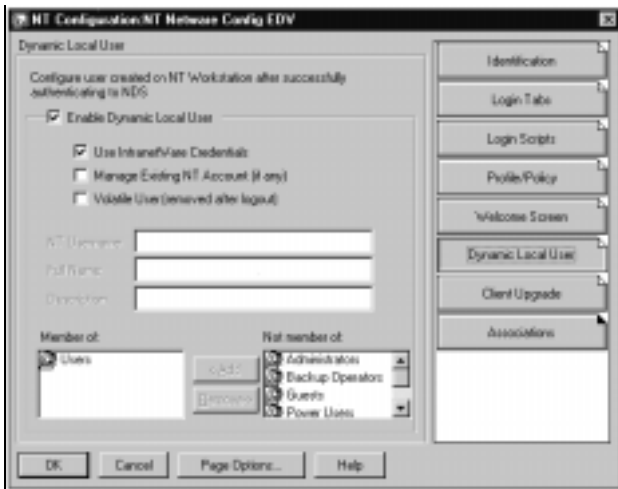 NT Configuration:NT Netware Config EDV
Dynamic Local User
Configure user created on NT Workstation after successfully
authenticating to NDS
Enable Dynamic Local User
Use IntranetWare Credentials
Manage Existing NT Account (if any)
Volatile User (removed after logout)
NT Username:
Full Name:
Description:
Member of:
Users
<Add
Remove>
Not member of:
Administrators
Backup Operators
Guests
Power Users
Identification
Login Tabs
Login Scripts
Profile/Policy
Welcome Screen
Dynamic Local User
Client Upgrade
Associations
OK
Cancel
Page Options...
Help